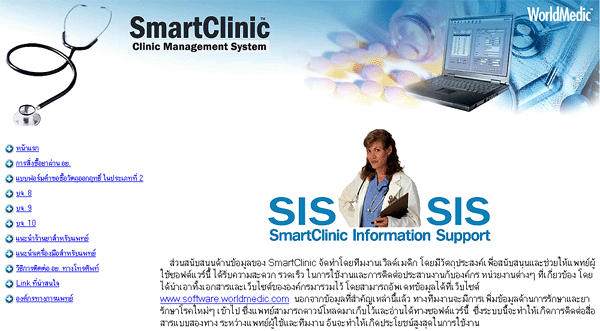 SmartClinic™
Clinic Management System
WorldMedic™
หน้าแรก
การสั่งซื้อยาผ่าน อย.
แบบฟอร์มคำขอซื้อวัตถุออกฤทธิ์ ในประเภทที่ 2
บจ. 8
บจ. 9
บจ. 10
แนะนำร้านยาสำหรับแพทย์
แนะนำเครื่องมือสำหรับแพทย์
วิธีการติดต่อ อย. ทางโทรศัพท์
Link ที่น่าสนใจ
องค์กรทางการแพทย์
SIS SIS
SmartClinic Information Support
ส่วนสนับสนุนด้านข้อมูลของ SmartClinic จัดทำโดยทีมงานเวิลด์เมดิก โดยมีวัตถุประสงค์ เพื่อสนับสนุนและช่วยให้แพทย์ผู้
ใช้ซอฟต์แวร์นี้ ได้รับความสะดวก รวดเร็ว ในการใช้งานและการติดต่อประสานงานกับองค์กร หน่วยงานต่างๆ ที่เกี่ยวข้อง โดย
ได้นำเอาทั้งเอกสารและเว็บไซต์ขององค์กรมารวมไว้ โดยสามารถอัพเดทข้อมูลได้ที่เว็บไซต์
www.software.worldmedic.com นอกจากข้อมูลที่สำคัญเหล่านี้แล้ว ทางทีมงานจะมีการ เพิ่มข้อมูลด้านการรักษาและยา
รักษาโรคใหม่ๆ เข้าไป ซึ่งแพทย์สามารถดาวน์โหลดมาเก็บไว้และอ่านได้ทางซอฟต์แวร์นี้ ซึ่งระบบนี้จะทำให้เกิดการติดต่อสื่อ
สารแบบสองทาง ระหว่างแพทย์ผู้ใช้และทีมงาน อันจะทำให้เกิดประโยชน์สูงสุดในการใช้งาน